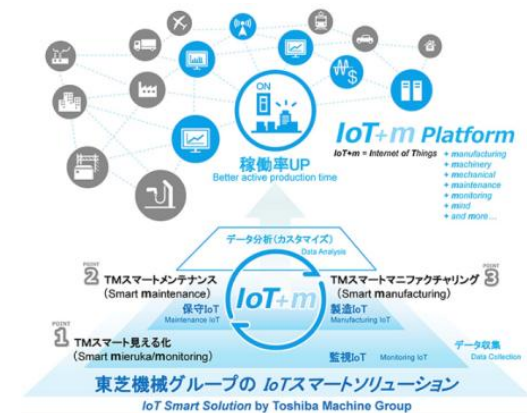 ON
稼働率UP
Better active production time
IoT+m Platform
IoT+m = Internet of Things
+ manufacturing
+ machinery
+ mechanical
+ maintenance
+ monitoring
+ mind
+ and more ...
データ分析(カスタマイズ)
Data Analysis
POINT
2
TMスマートメンテナンス
(Smart maintenance)
保守IoT
Maintenance IoT
IoT+m
POINT
3
TMスマートマニファクチャリング
(Smart manufacturing)
製造IoT
Manufacturing IoT
POINT
1
TMスマート見える化
(Smart mieruka/monitoring)
監視IoT
Monitoring IoT
データ収集
Data Collection
東芝機械グループの IoTスマートソリューション
IoT Smart Solution by Toshiba Machine Group